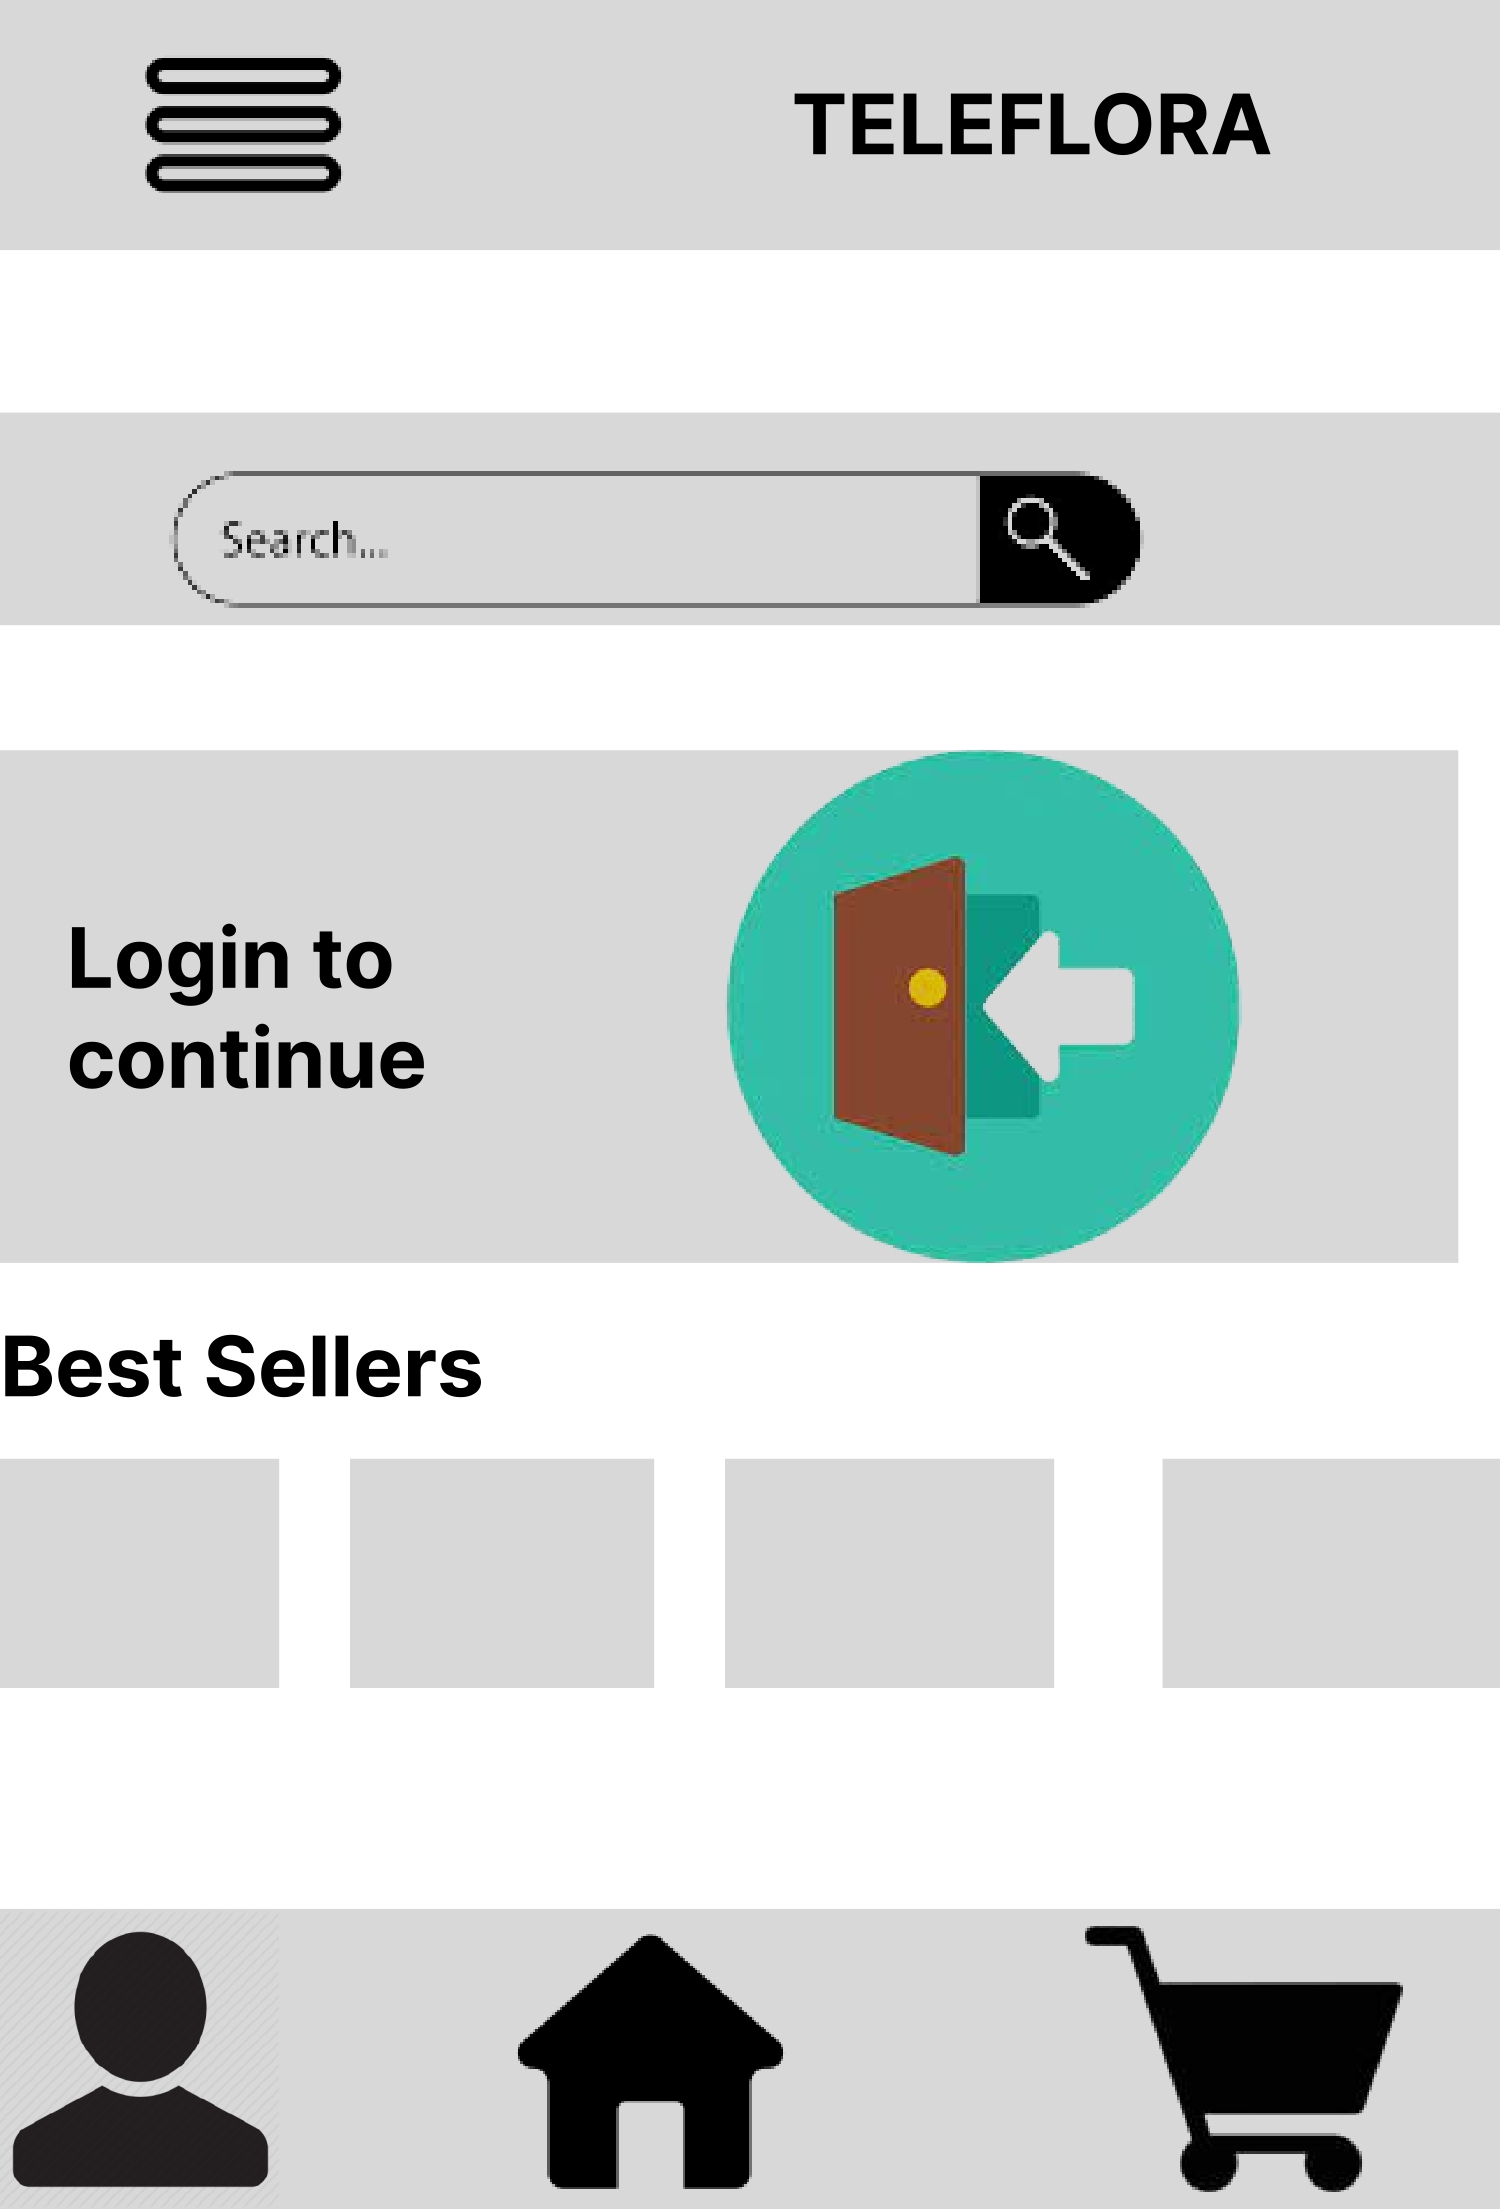 TELEFLORA
Search...
Login to
continue
Best Sellers